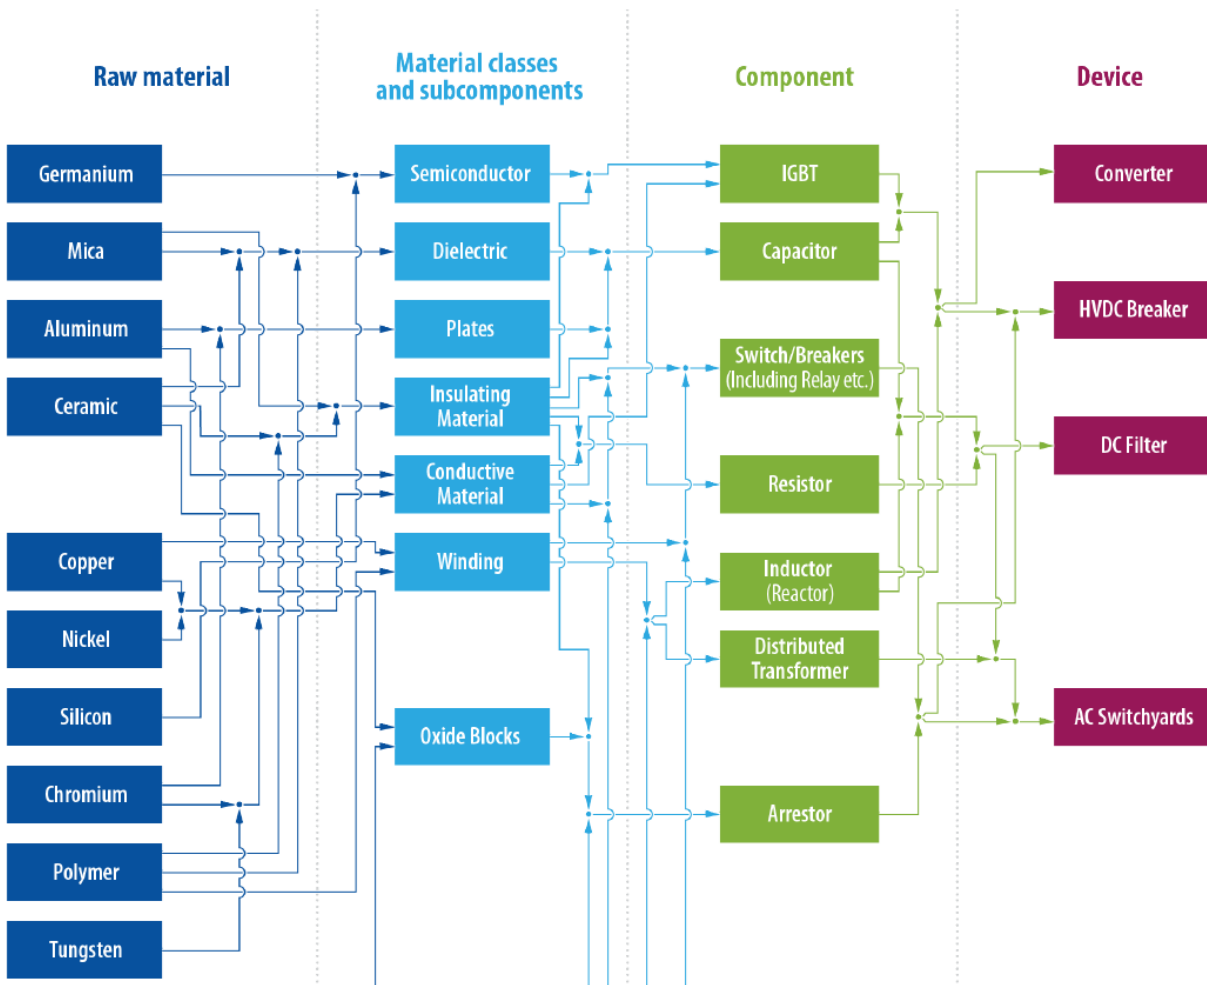 Raw material
Material classes
and subcomponents
Component
Device
Germanium
Mica
Aluminum
Ceramic
Copper
Nickel
Silicon
Chromium
Polymer
Tungsten
Semiconductor
Dielectric
Plates
Insulating
Material
Conductive
Material
Winding
Oxide Blocks
IGBT
Capacitor
Switch/Breakers
(Including Relay etc.)
Resistor
Inductor
(Reactor)
Distributed
Transformer
Arrestor
Converter
HVDC Breaker
DC Filter
AC Switchyards